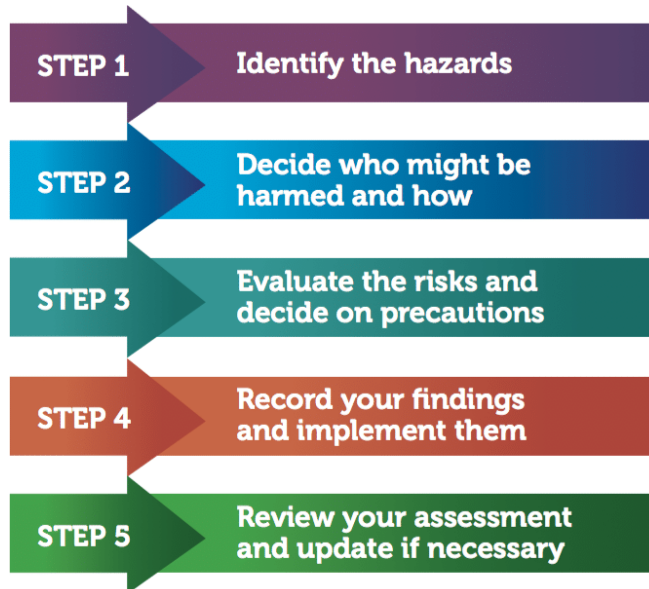 STEP 1
Identify the hazards
STEP 2
Decide who might be
harmed and how
STEP 3
Evaluate the risks and
decide on precautions
STEP 4
Record your findings
and implement them
STEP 5
Review your assessment
and update if necessary